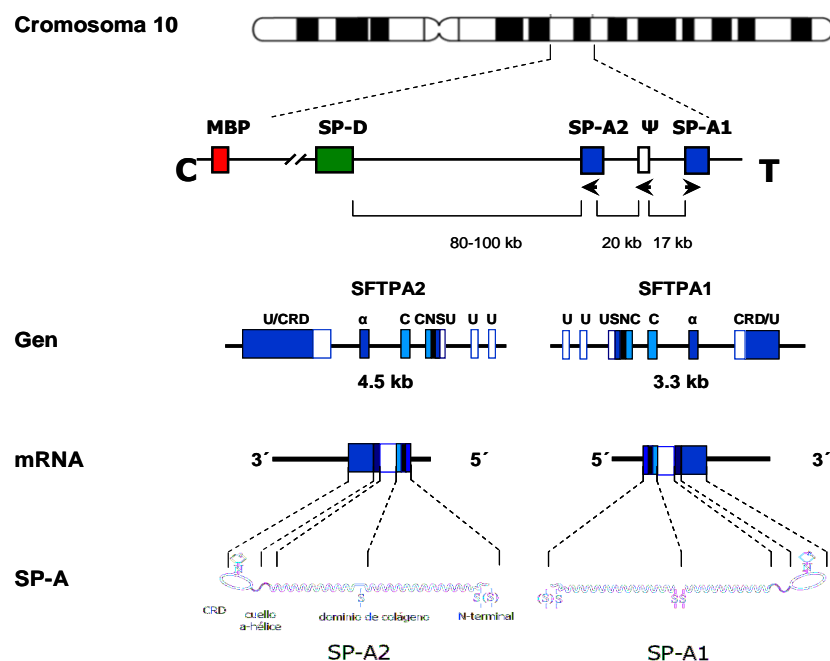 Cromosoma 10
MBP SP-D SP-A2 Ψ SP-A1
C T
80-100 kb 20 kb 17 kb
SFTPA2 SFTPA1
U/CRD α C CNSU U U U U USNC C α CRD/U
Gen
4.5 kb 3.3 kb
mRNA 3´ 5´ 5´ 3´
SP-A
CRD cuello dominio de colágeno N-terminal
a-hélice
SP-A2 SP-A1